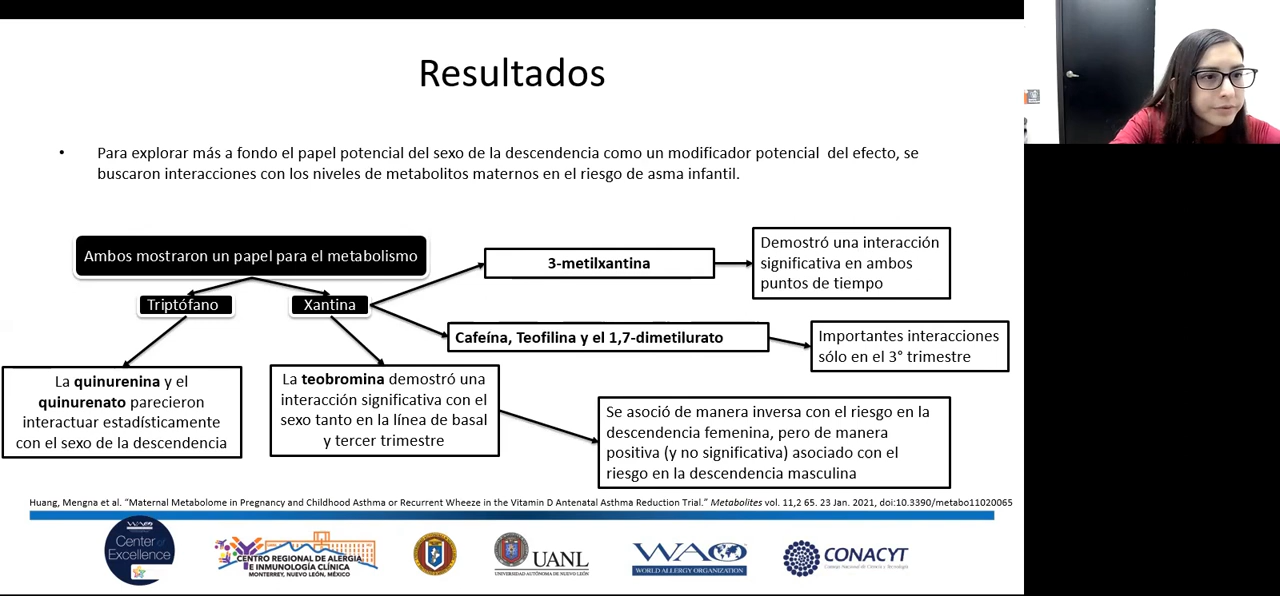 Resultados
• Para explorar más a fondo el papel potencial del sexo de la descendencia como un modificador potencial del efecto, se
buscaron interacciones con los niveles de metabolitos maternos en el riesgo de asma infantil.
Ambos mostraron un papel para el metabolismo
Triptófano
Xantina
3-metilxantina
Demostró una interacción
significativa en ambos
puntos de tiempo
Cafeína, Teofilina y el 1,7-dimetilurato
Importantes interacciones
sólo en el 3° trimestre
La quinurenina y el
quinurenato parecieron
interactuar estadísticamente
con el sexo de la descendencia
La teobromina demostró una
interacción significativa con el
sexo tanto en la línea de basal
y tercer trimestre
Se asoció de manera inversa con el riesgo en la
descendencia femenina, pero de manera
positiva (y no significativa) asociado con el
riesgo en la descendencia masculina
Huang, Mengna et al. “Maternal Metabolome in Pregnancy and Childhood Asthma or Recurrent Wheeze in the Vitamin D Antenatal Asthma Reduction Trial.” Metabolites vol. 11,2 65. 23 Jan. 2021, doi:10.3390/metabo11020065
WAO
Center of
Excellence
CENTRO REGIONAL DE ALERGIA
E INMUNOLOGÍA CLÍNICA
MONTERREY, NUEVO LEÓN, MÉXICO
UANL
UNIVERSIDAD AUTÓNOMA DE NUEVO LEÓN
WAO
WORLD ALLERGY ORGANIZATION
CONACYT
Consejo Nacional de Ciencia y Tecnología